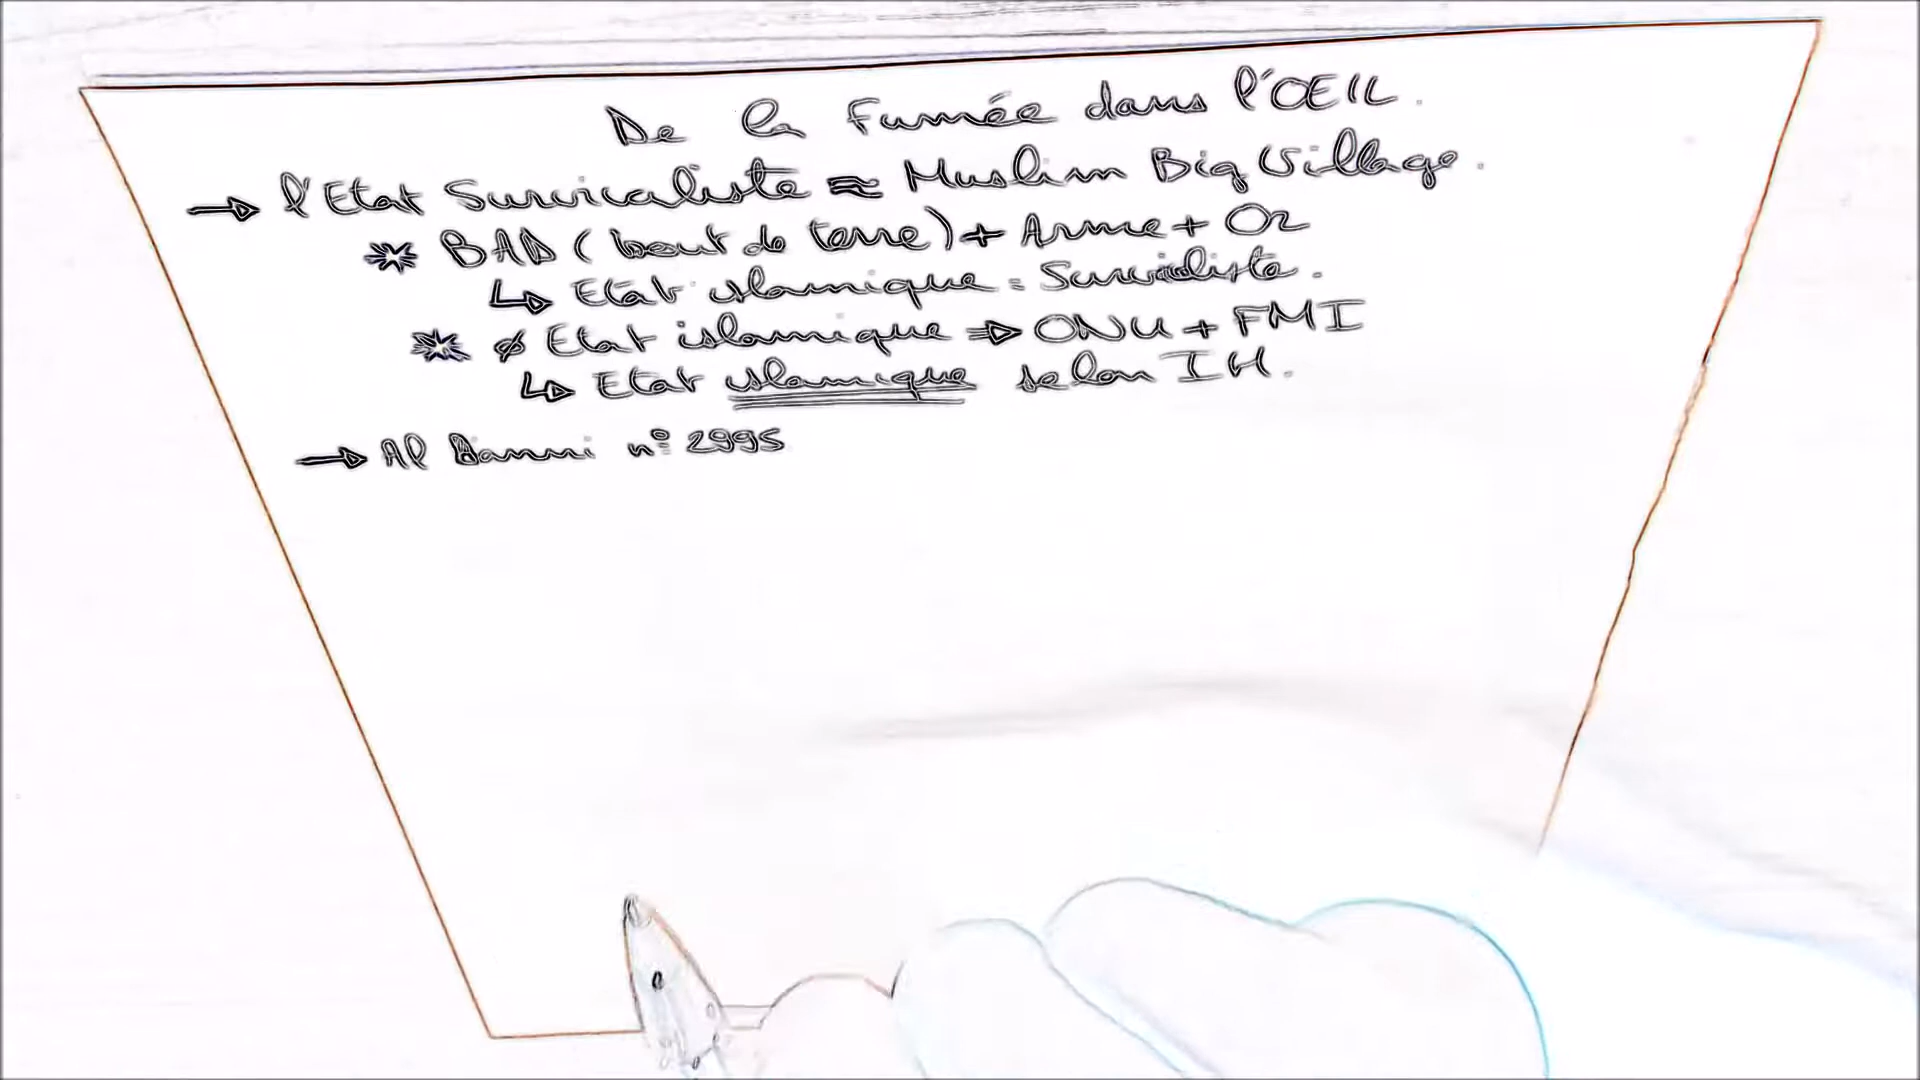 De la Fumée dans l'OEIL.
→ l'Etat Survivaliste ≈ Muslim Big Village.
* BAD (bout de terre) + Arme + Or
↳ Etat islamique = Survivaliste.
* ø Etat islamique ⇒ ONU + FMI
↳ Etat islamique selon IH.
→ Al Banni n° 2995